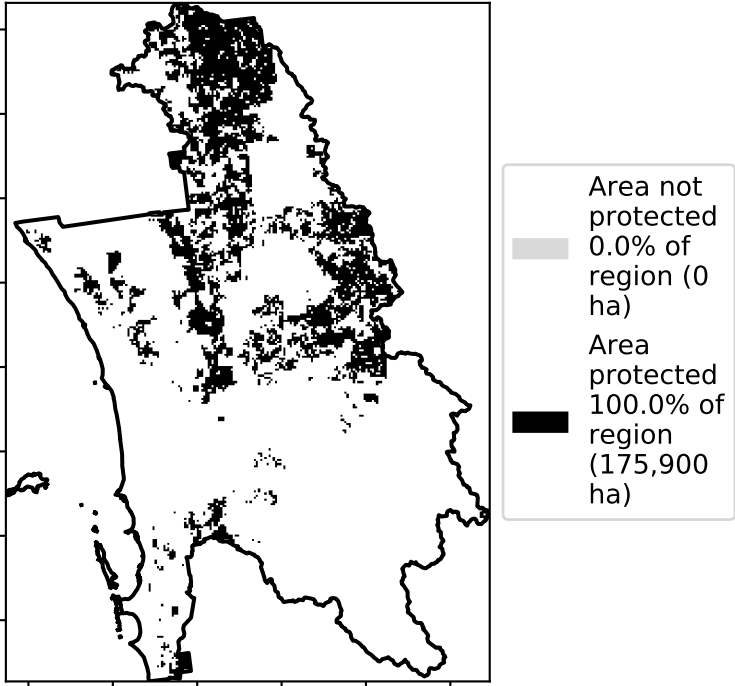 Area not
protected
0.0% of
region (0
ha)
Area
protected
100.0% of
region
(175,900
ha)